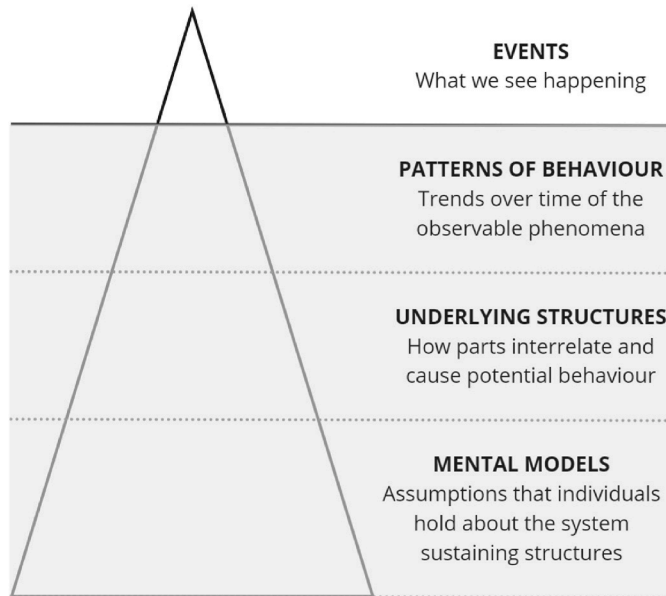 EVENTS
What we see happening
PATTERNS OF BEHAVIOUR
Trends over time of the
observable phenomena
UNDERLYING STRUCTURES
How parts interrelate and
cause potential behaviour
MENTAL MODELS
Assumptions that individuals
hold about the system
sustaining structures